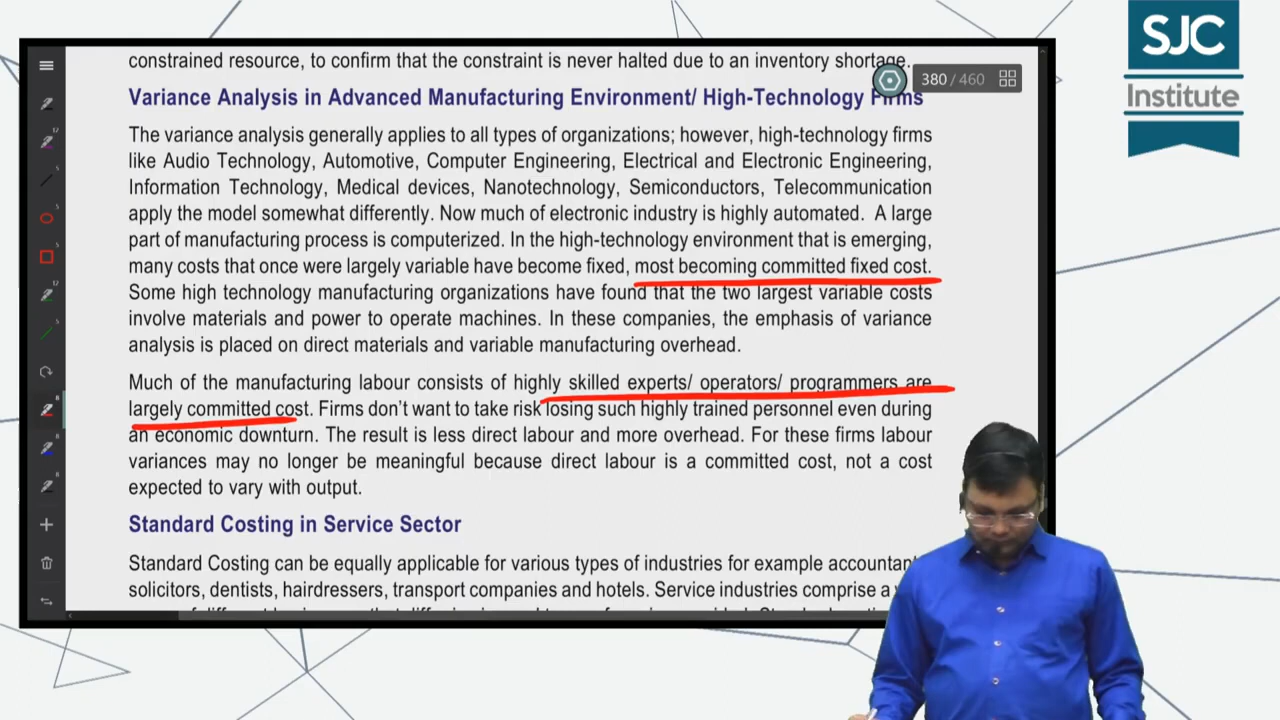 constrained resource, to confirm that the constraint is never halted due to an inventory shortage.
380 / 460
Variance Analysis in Advanced Manufacturing Environment/ High-Technology Firms
The variance analysis generally applies to all types of organizations; however, high-technology firms
like Audio Technology, Automotive, Computer Engineering, Electrical and Electronic Engineering,
Information Technology, Medical devices, Nanotechnology, Semiconductors, Telecommunication
apply the model somewhat differently. Now much of electronic industry is highly automated. A large
part of manufacturing process is computerized. In the high-technology environment that is emerging,
many costs that once were largely variable have become fixed, most becoming committed fixed cost.
Some high technology manufacturing organizations have found that the two largest variable costs
involve materials and power to operate machines. In these companies, the emphasis of variance
analysis is placed on direct materials and variable manufacturing overhead.
Much of the manufacturing labour consists of highly skilled experts/ operators/ programmers are
largely committed cost. Firms don't want to take risk losing such highly trained personnel even during
an economic downturn. The result is less direct labour and more overhead. For these firms labour
variances may no longer be meaningful because direct labour is a committed cost, not a cost
expected to vary with output.
Standard Costing in Service Sector
Standard Costing can be equally applicable for various types of industries for example
solicitors, dentists, hairdressers, transport companies and hotels. Service industries comprise a
SJC
Institute